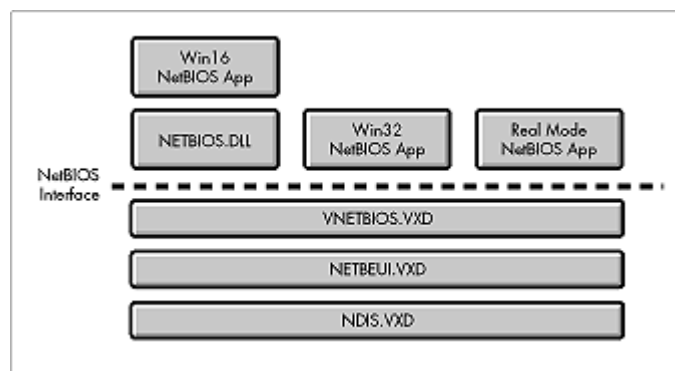 Win16
NetBIOS App
NETBIOS.DLL
Win32
NetBIOS App
Real Mode
NetBIOS App
NetBIOS
Interface
VNETBIOS.VXD
NETBEUI.VXD
NDIS.VXD